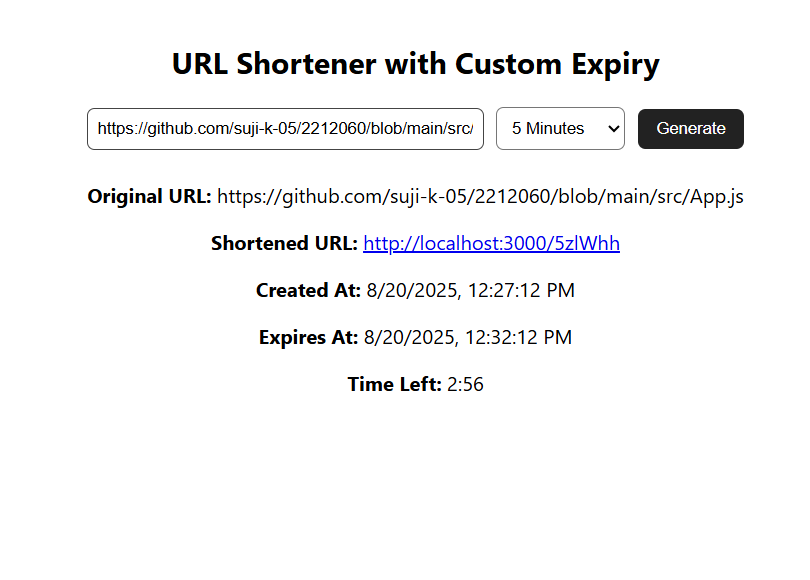 URL Shortener with Custom Expiry
https://github.com/suji-k-05/2212060/blob/main/src/ 5 Minutes Generate
Original URL: https://github.com/suji-k-05/2212060/blob/main/src/App.js
Shortened URL: http://localhost:3000/5zlWhh
Created At: 8/20/2025, 12:27:12 PM
Expires At: 8/20/2025, 12:32:12 PM
Time Left: 2:56